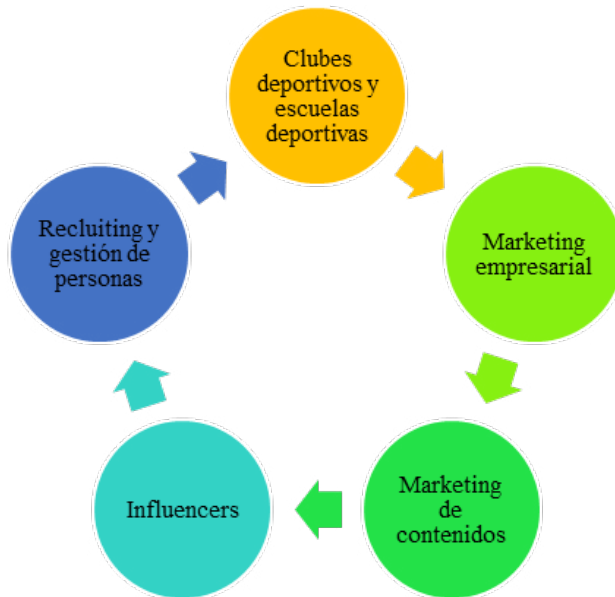 Clubes
deportivos y
escuelas
deportivas
Marketing
empresarial
Marketing
de
contenidos
Influencers
Recluiting y
gestión de
personas